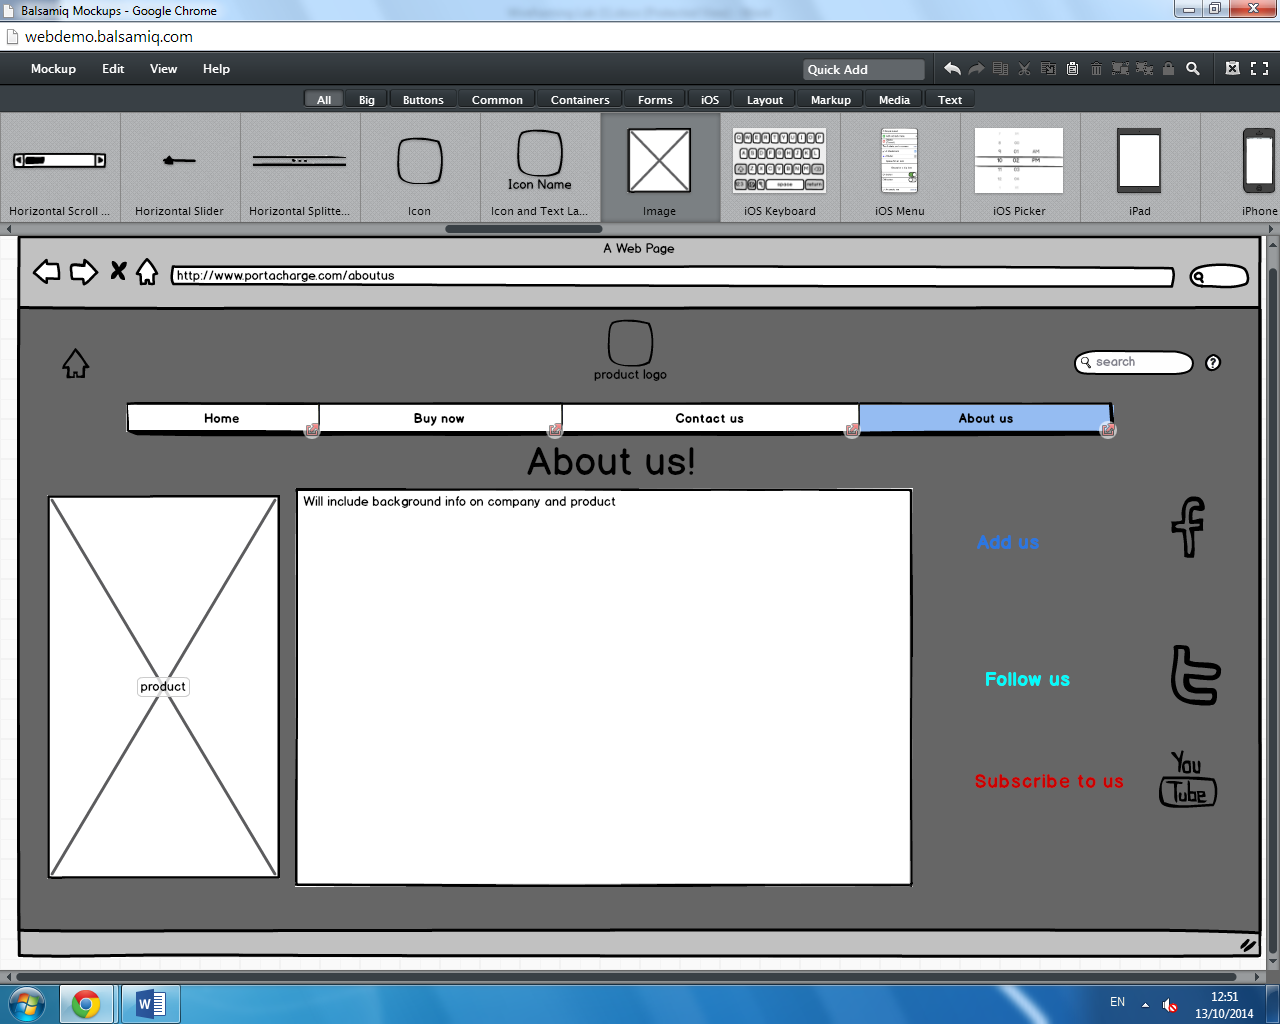 Balsamiq Mockups - Google Chrome
webdemo.balsamiq.com
Mockup Edit View Help Quick Add
All Big Buttons Common Containers Forms iOS Layout Markup Media Text
Icon Name
Horizontal Scroll ... Horizontal Slider Horizontal Splitte... Icon Icon and Text La... Image iOS Keyboard iOS Menu iOS Picker iPad iPhone
A Web Page
http://www.portacharge.com/aboutus
product logo
search ?
Home Buy now Contact us About us
About us!
Will include background info on company and product
Add us
f
product
Follow us
t
Subscribe to us
You
Tube
EN 12:51
13/10/2014